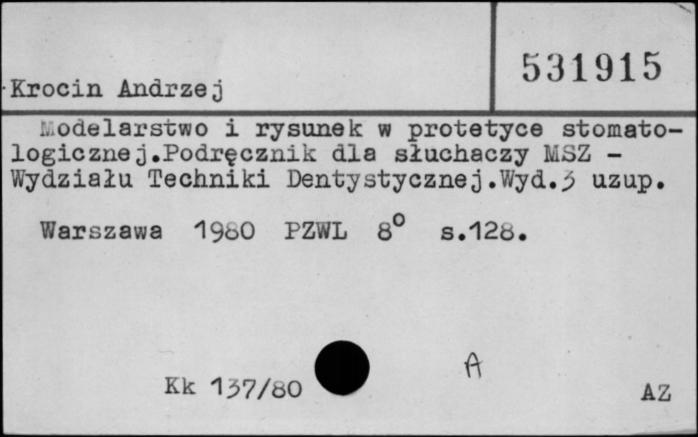 531915
Krocin Andrzej
Modelarstwo i rysunek w protetyce stomato-
logicznej.Podręcznik dla słuchaczy MSZ -
Wydziału Techniki Dentystycznej.Wyd.3 uzup.
Warszawa 1980 PZWL 8° s.128.
A
Kk 137/80
AZ